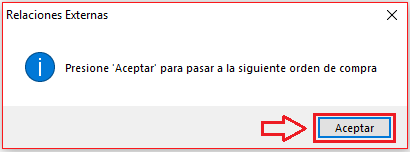 Relaciones Externas
Presione 'Aceptar' para pasar a la siguiente orden de compra
Aceptar